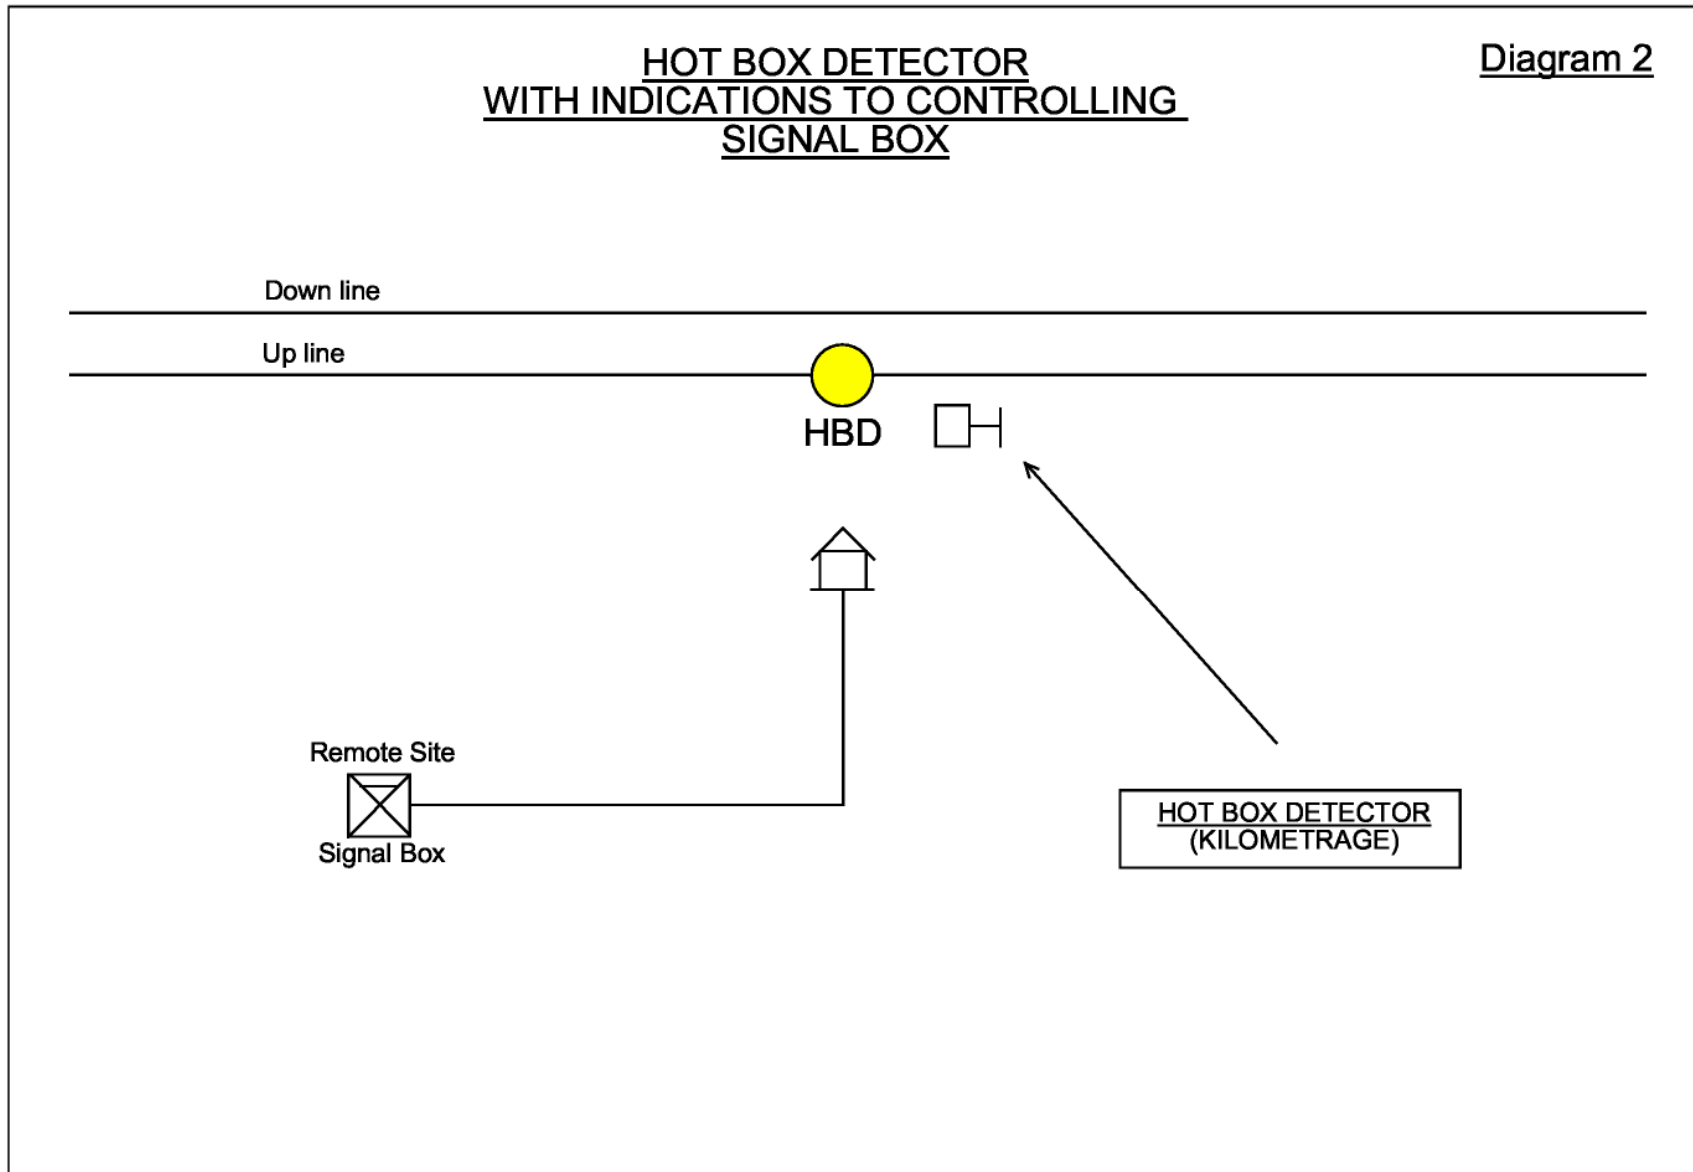 HOT BOX DETECTOR
WITH INDICATIONS TO CONTROLLING
SIGNAL BOX
Diagram 2
Down line
Up line
HBD
Remote Site
Signal Box
HOT BOX DETECTOR
(KILOMETRAGE)